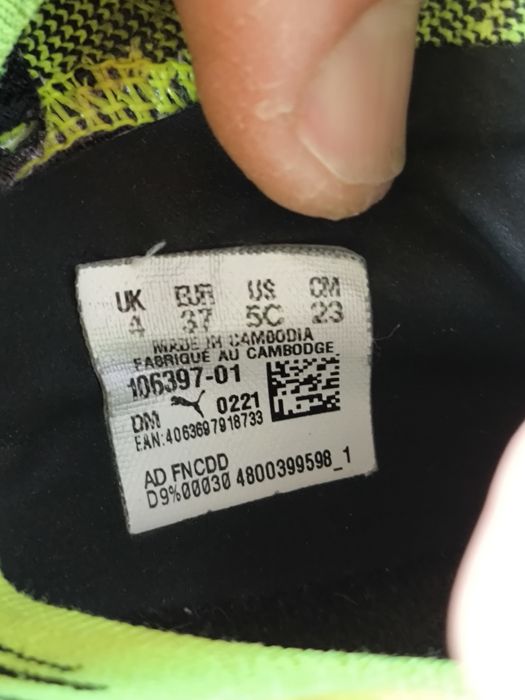 UK EUR US CM
4 37 5C 23
MADE IN CAMBODIA
FABRIQUÉ AU CAMBODGE
106397-01
DM 0221
EAN:4063697918733
AD FNCDD
D9%00030 4800399598_1